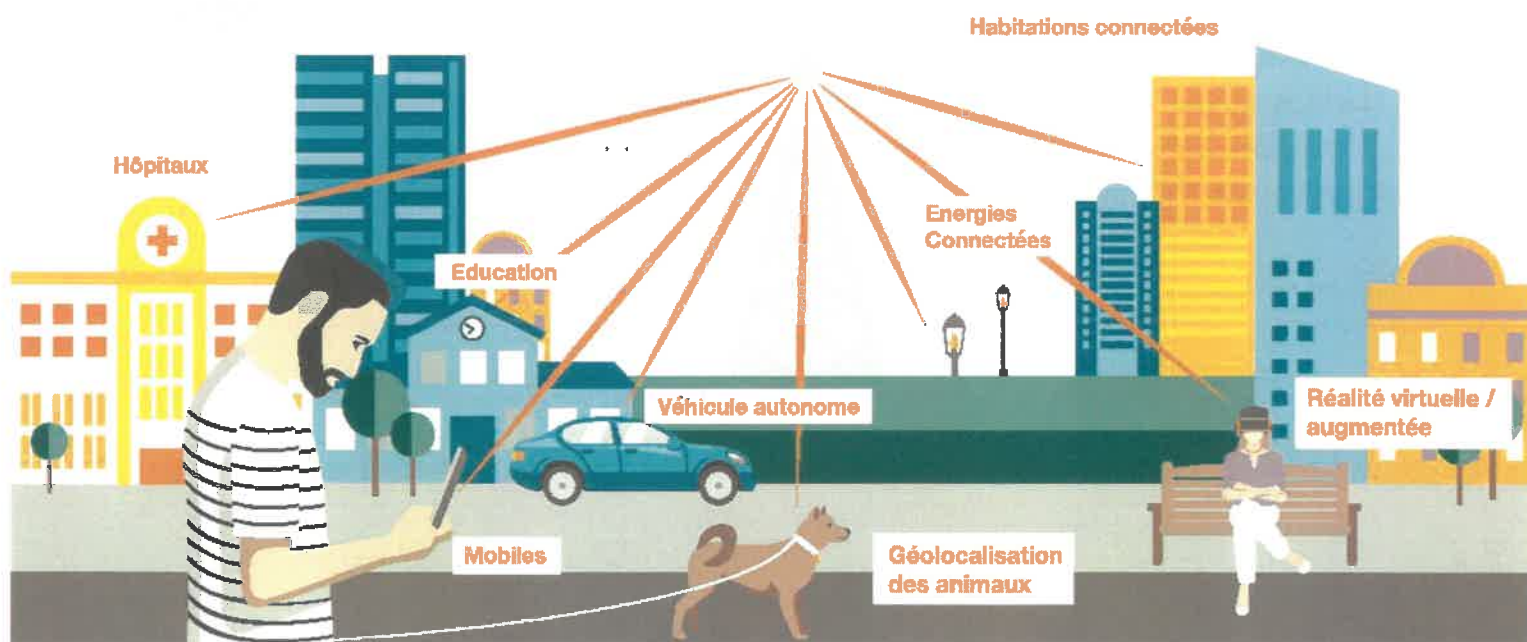 Habitations connectées
Hôpitaux
Energies
Connectées
Education
Véhicule autonome
Réalité virtuelle /
augmentée
Mobiles
Géolocalisation
des animaux